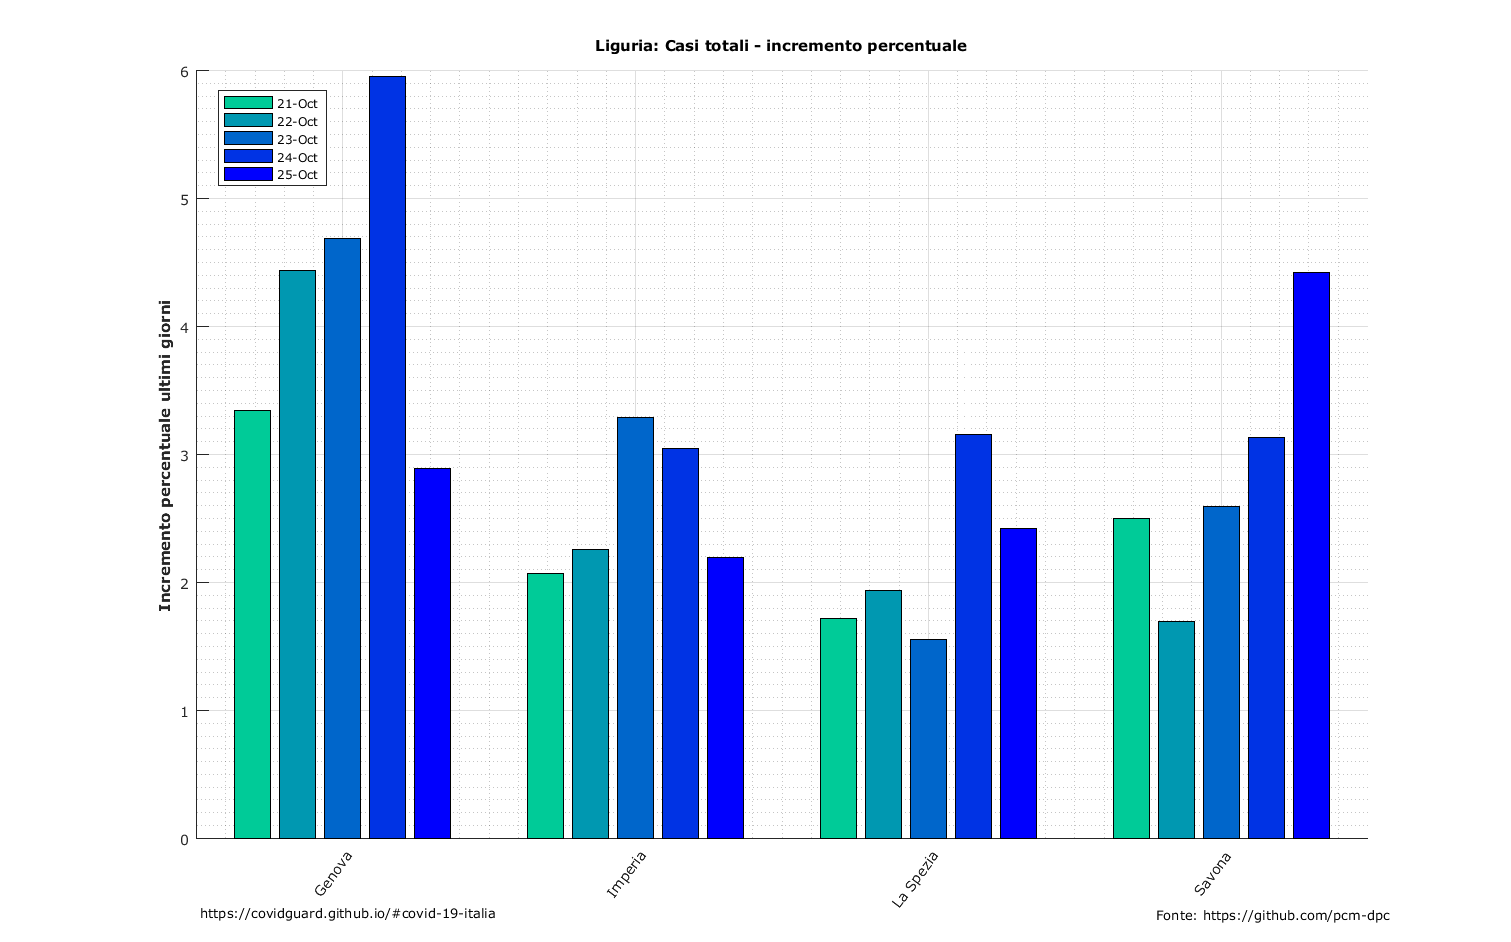 Liguria: Casi totali - incremento percentuale
6
5
4
3
2
1
0
Incremento percentuale ultimi giorni
21-Oct
22-Oct
23-Oct
24-Oct
25-Oct
Genova
Imperia
La Spezia
Savona
https://covidguard.github.io/#covid-19-italia
Fonte: https://github.com/pcm-dpc